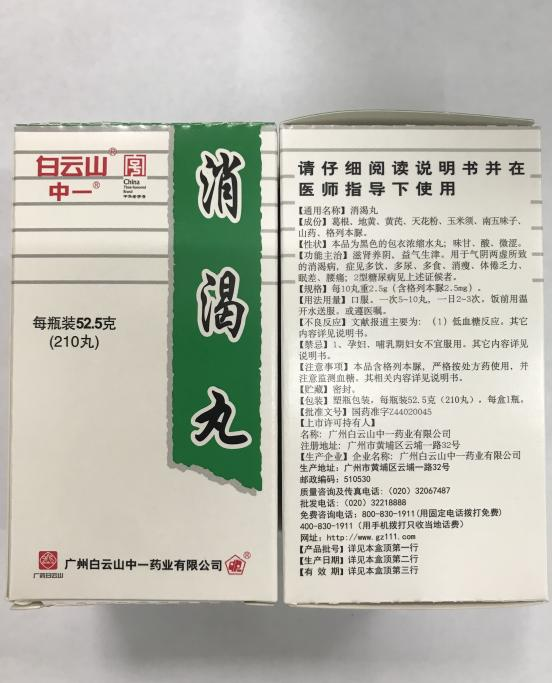 白云山®
中一®
China
Time-honored
Brand
中华老字号
消渴丸
每瓶装52.5克
(210丸)
广药白云山
广州白云山中一药业有限公司
®
请仔细阅读说明书并在
医师指导下使用
【通用名称】消渴丸
【成份】葛根、地黄、黄芪、天花粉、玉米须、南五味子、
山药、格列本脲。
【性状】本品为黑色的包衣浓缩水丸；味甘、酸、微涩。
【功能主治】滋肾养阴，益气生津。用于气阴两虚所致
的消渴病，症见多饮、多尿、多食、消瘦、体倦乏力、
眠差、腰痛；2型糖尿病见上述证候者。
【规格】每10丸重2.5g（含格列本脲2.5mg）。
【用法用量】口服。一次5~10丸，一日2~3次。饭前用温
开水送服。或遵医嘱。
【不良反应】文献报道主要为：（1）低血糖反应。其它
内容详见说明书。
【禁忌】1、孕妇、哺乳期妇女不宜服用。其它内容详见
说明书。
【注意事项】本品含格列本脲，严格按处方药使用，并
注意监测血糖。其相关内容详见说明书。
【贮藏】密封。
【包装】塑瓶包装，每瓶装52.5克（210丸），每盒1瓶。
【批准文号】国药准字Z44020045
【上市许可持有人】
名称：广州白云山中一药业有限公司
注册地址：广州市黄埔区云埔一路32号
【生产企业】企业名称：广州白云山中一药业有限公司
生产地址：广州市黄埔区云埔一路32号
邮政编码：510530
质量咨询及传真电话：（020）32067487
批发电话：（020）32218888
免费咨询电话：800-830-1911(用固定电话拨打免费)
400-830-1911（用手机拨打只收当地话费）
网址：http://www.gz111.com
【产品批号】详见本盒顶第一行
【生产日期】详见本盒顶第二行
【有 效 期】详见本盒顶第三行